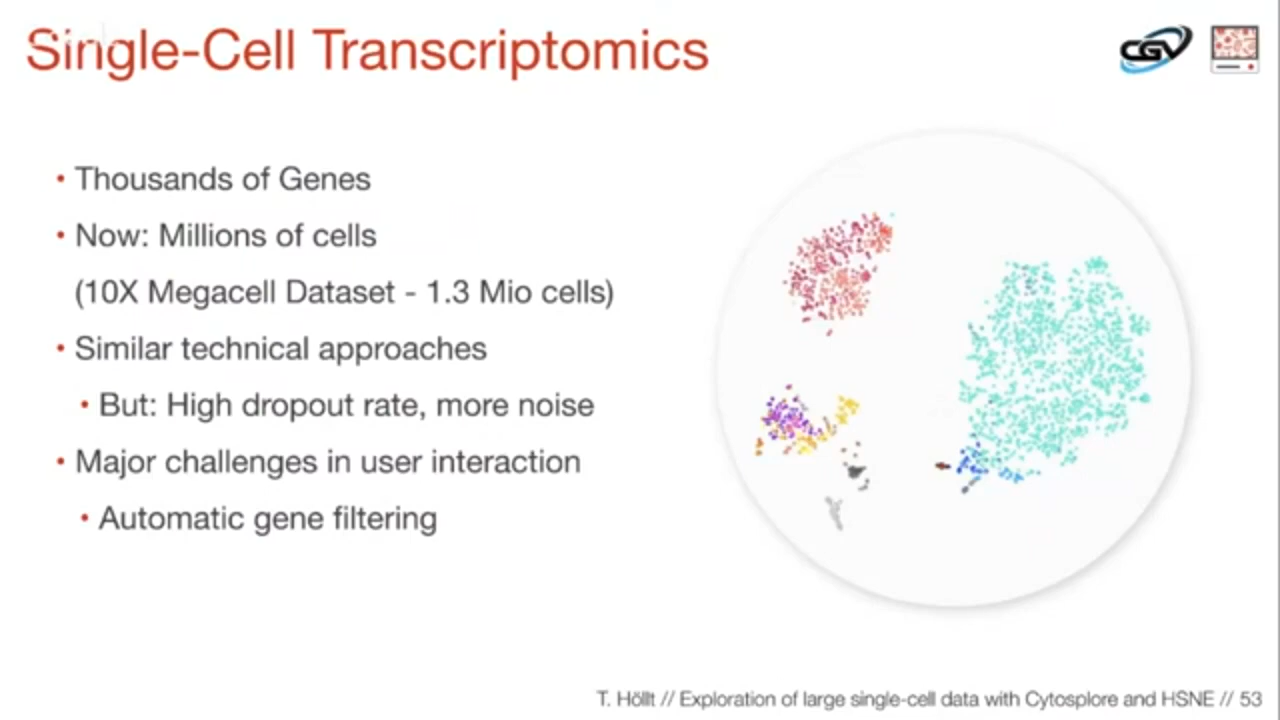 Single-Cell Transcriptomics
CGV
• Thousands of Genes
• Now: Millions of cells
(10X Megacell Dataset - 1.3 Mio cells)
• Similar technical approaches
• But: High dropout rate, more noise
• Major challenges in user interaction
• Automatic gene filtering
T. Höllt // Exploration of large single-cell data with Cytosplore and HSNE // 53